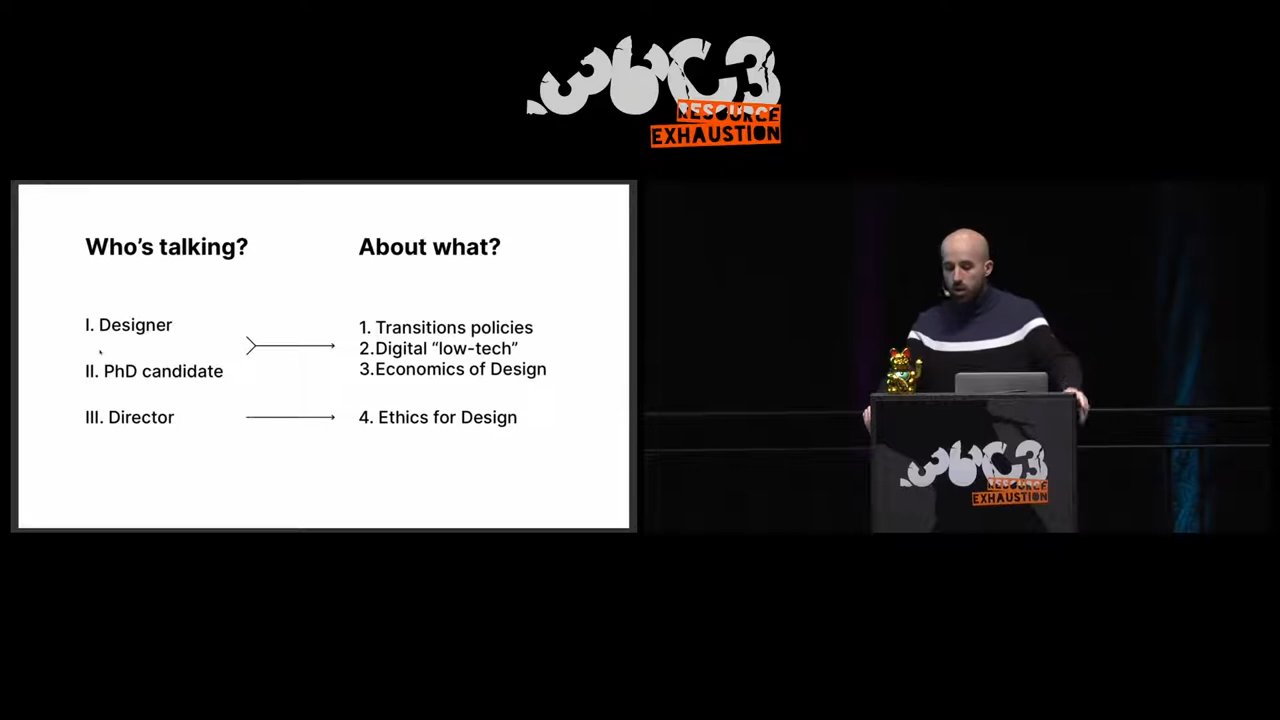 36C3
RESOURCE
EXHAUSTION
Who's talking?
I. Designer
II. PhD candidate
III. Director
About what?
1. Transitions policies
2.Digital “low-tech”
3.Economics of Design
4. Ethics for Design
36C3
RESOURCE
EXHAUSTION